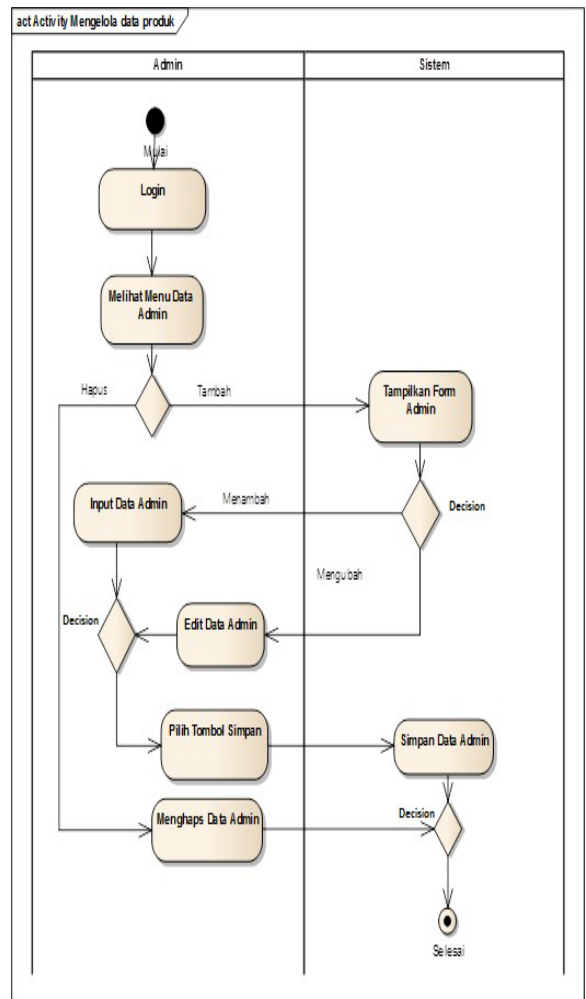 act Activity Mengelola data produk
Admin
Sistem
Mulai
Login
Melihat Menu Data
Admin
Hapus
Tambah
Tampilkan Form
Admin
Input Data Admin
Menambah
Decision
Mengubah
Decision
Edit Data Admin
Pilih Tombol Simpan
Simpan Data Admin
Menghaps Data Admin
Decision
Selesai